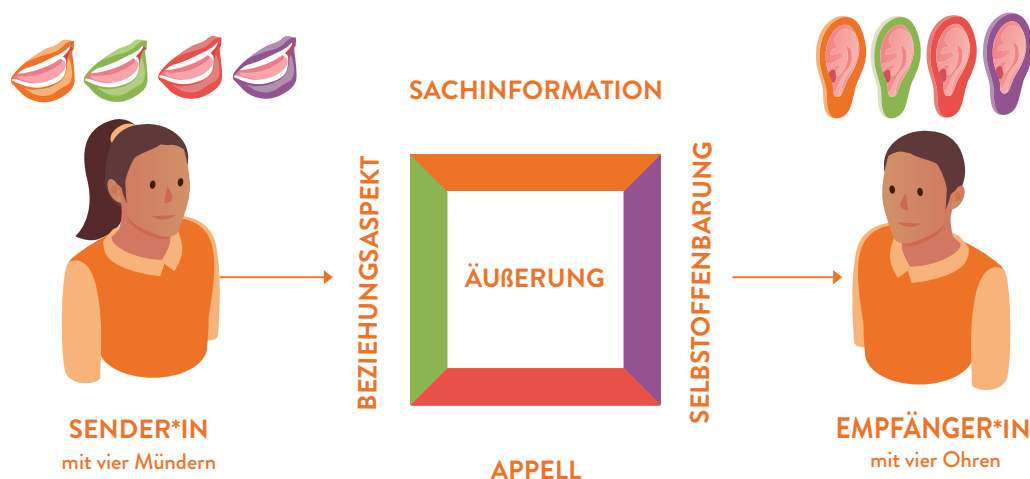 SACHINFORMATION
BEZIEHUNGSASPEKT
ÄUßERUNG
SELBSTOFFENBARUNG
SENDER*IN
mit vier Mündern
APPELL
EMPFÄNGER*IN
mit vier Ohren